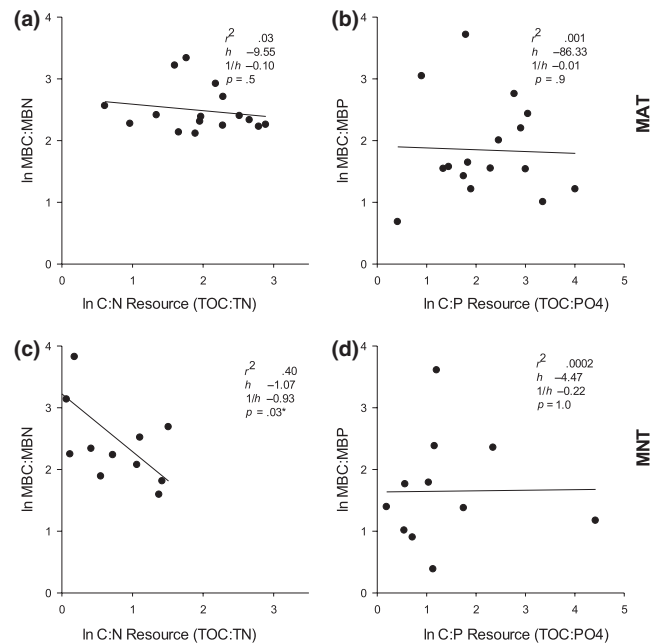 (a)
4
3
2
1
0
ln MBC:MBN
r² .03
h −9.55
1/h −0.10
p = .5
0 1 2 3
ln C:N Resource (TOC:TN)
(b)
4
3
2
1
0
ln MBC:MBP
r² .001
h −86.33
1/h −0.01
p = .9
0 1 2 3 4 5
ln C:P Resource (TOC:PO4)
MAT
(c)
4
3
2
1
0
ln MBC:MBN
r² .40
h −1.07
1/h −0.93
p = .03*
0 1 2 3
ln C:N Resource (TOC:TN)
(d)
4
3
2
1
0
ln MBC:MBP
r² .0002
h −4.47
1/h −0.22
p = 1.0
0 1 2 3 4 5
ln C:P Resource (TOC:PO4)
MNT